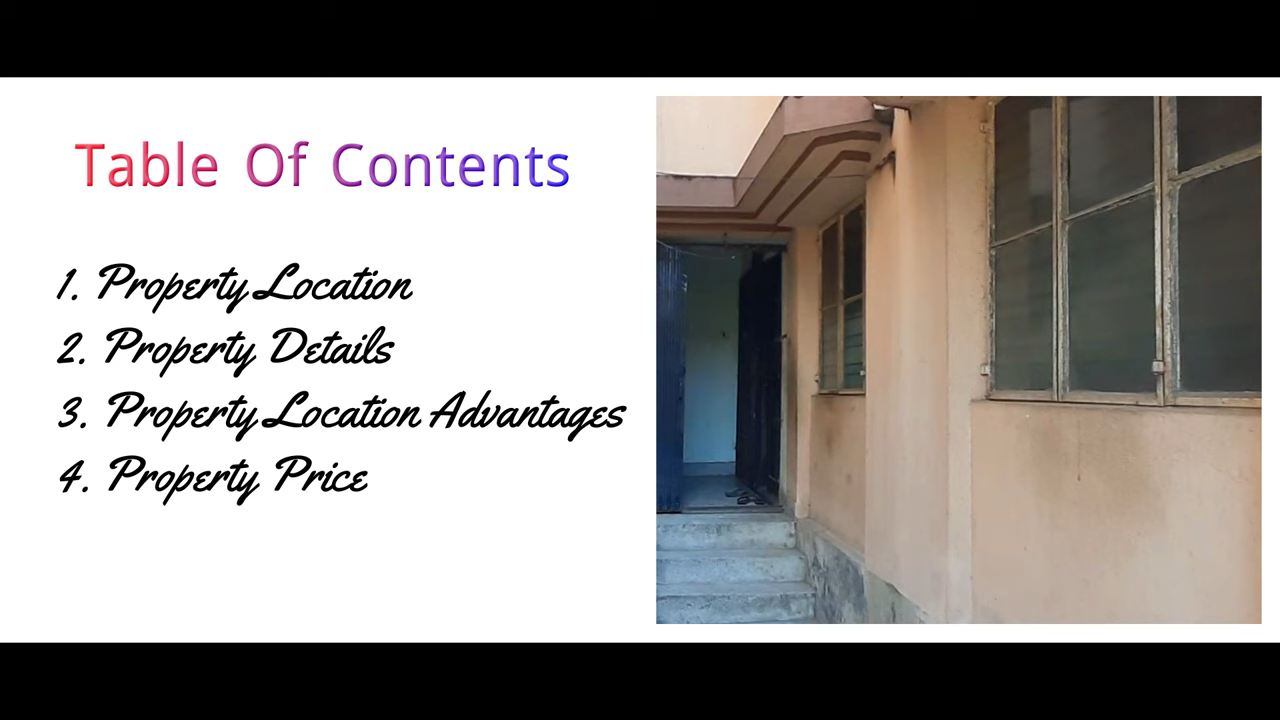 Table Of Contents
1. Property Location
2. Property Details
3. Property Location Advantages
4. Property Price